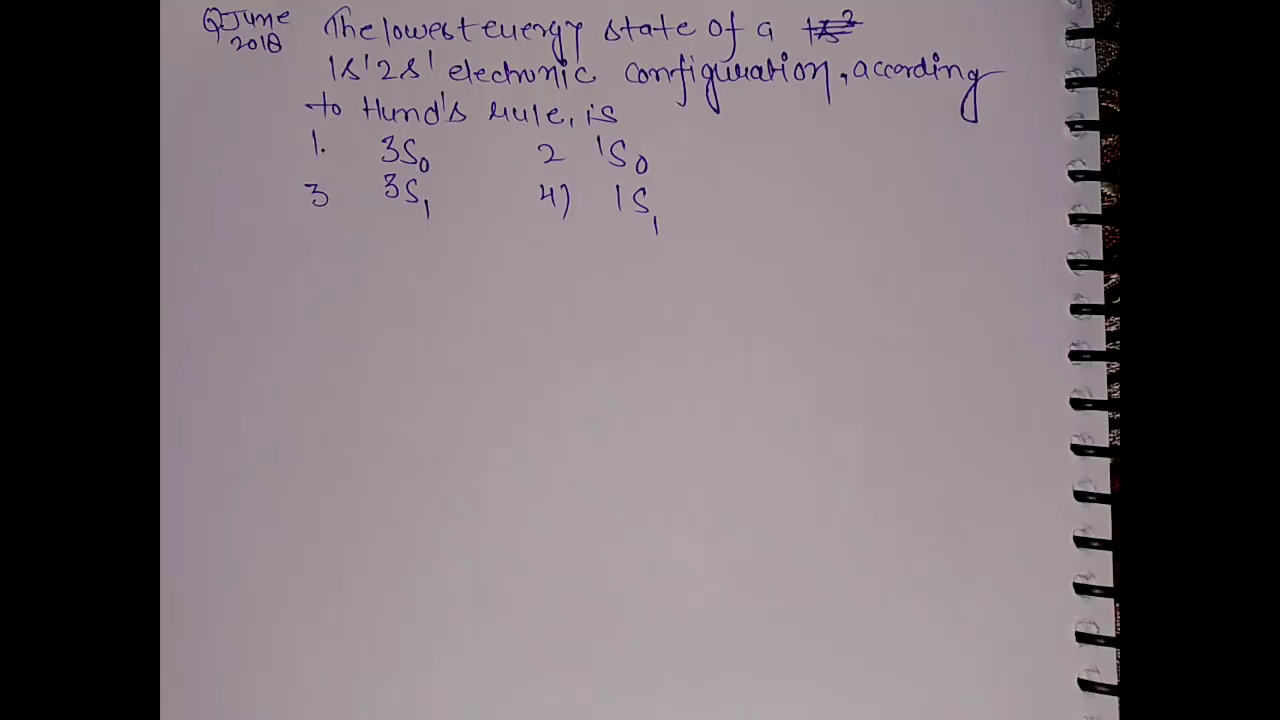 Q June The lowest energy state of a 1s²
2018
1s¹2s¹ electronic configuration, according
to Hund's rule, is
1. 3S₀ 2 ¹S₀
3 3S₁ 4) 1S₁